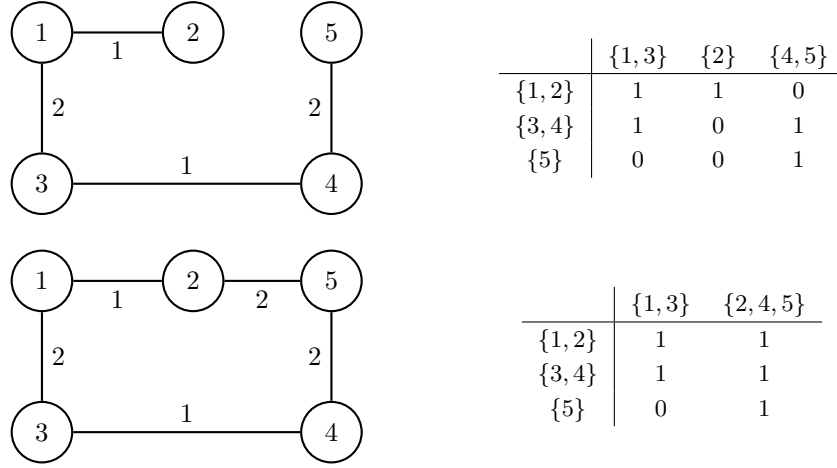 1 2 5
1
2 2
1
3 4
{1, 3} {2} {4, 5}
{1, 2} 1 1 0
{3, 4} 1 0 1
{5} 0 0 1
1 2 5
1 2
2 2
1
3 4
{1, 3} {2, 4, 5}
{1, 2} 1 1
{3, 4} 1 1
{5} 0 1